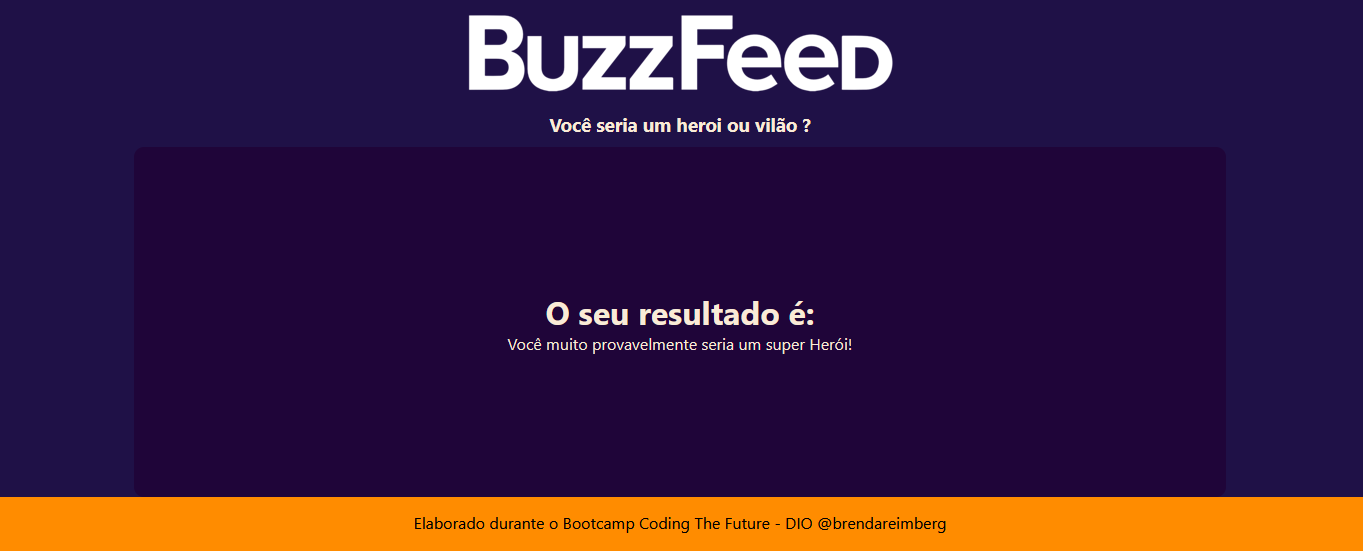 BuzzFeed
Você seria um heroi ou vilão ?
O seu resultado é:
Você muito provavelmente seria um super Herói!
Elaborado durante o Bootcamp Coding The Future - DIO @brendareimberg